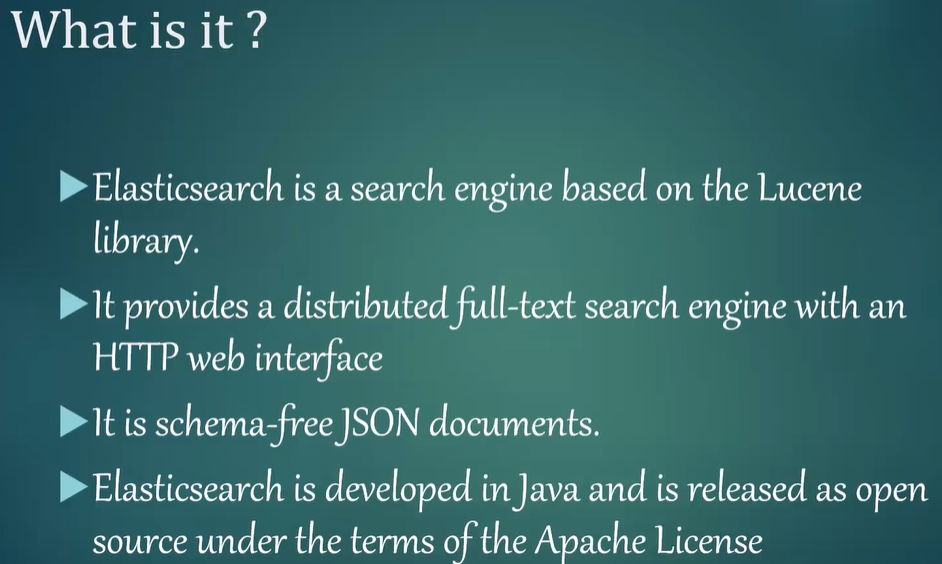 What is it ?
Elasticsearch is a search engine based on the Lucene
library.
It provides a distributed full-text search engine with an
HTTP web interface
It is schema-free JSON documents.
Elasticsearch is developed in Java and is released as open
source under the terms of the Apache License